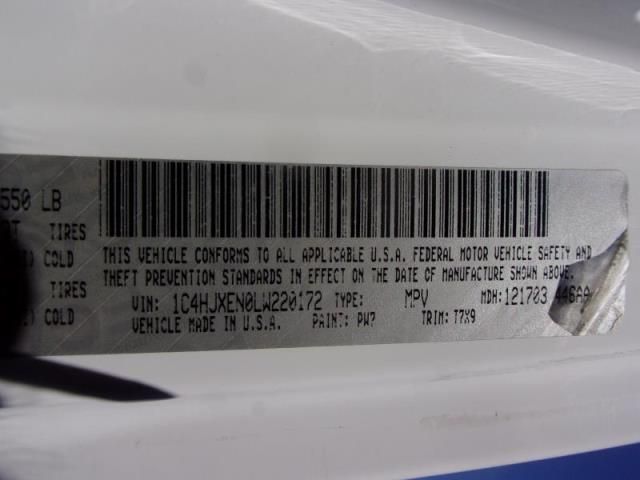 550 LB
TIRES
COLD
TIRES
COLD
THIS VEHICLE CONFORMS TO ALL APPLICABLE U.S.A. FEDERAL MOTOR VEHICLE SAFETY AND
THEFT PREVENTION STANDARDS IN EFFECT ON THE DATE OF MANUFACTURE SHOWN ABOVE.
VIN: 1C4HJXEN0LW220172 TYPE: MPV MDH: 121703 446AA
VEHICLE MADE IN U.S.A. PAINT: PW7 TRIM: T7X9